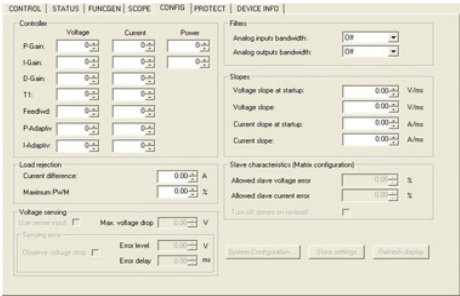 CONTROL | STATUS | FUNCGEN | SCOPE | CONFIG | PROTECT | DEVICE INFO
Controller
Voltage Current Power
P-Gain: 0 0 0
I-Gain: 0 0 0
D-Gain: 0 0
T1: 0 0
Feedfwd. 0 0
P-Adaptiv 0 0
I-Adaptiv: 0 0
Load rejection
Current difference: 0.00 A
Maximum PWM 0.00 %
Voltage sensing
Use sense input Max. voltage drop 0.00 V
Sensing error
Observe voltage drop Error level 0.00 V
Error delay 0.00 ms
Filters
Analog inputs bandwidth: Off
Analog outputs bandwidth: Off
Slopes
Voltage slope at startup: 0.00 V/ms
Voltage slope: 0.00 V/ms
Current slope at startup: 0.00 A/ms
Current slope: 0.00 A/ms
Slave characteristics (Matrix configuration)
Allowed slave voltage error 0.00 %
Allowed slave current error 0.00 %
Turn off slaves on no load
System Configuration... Store settings Refresh display